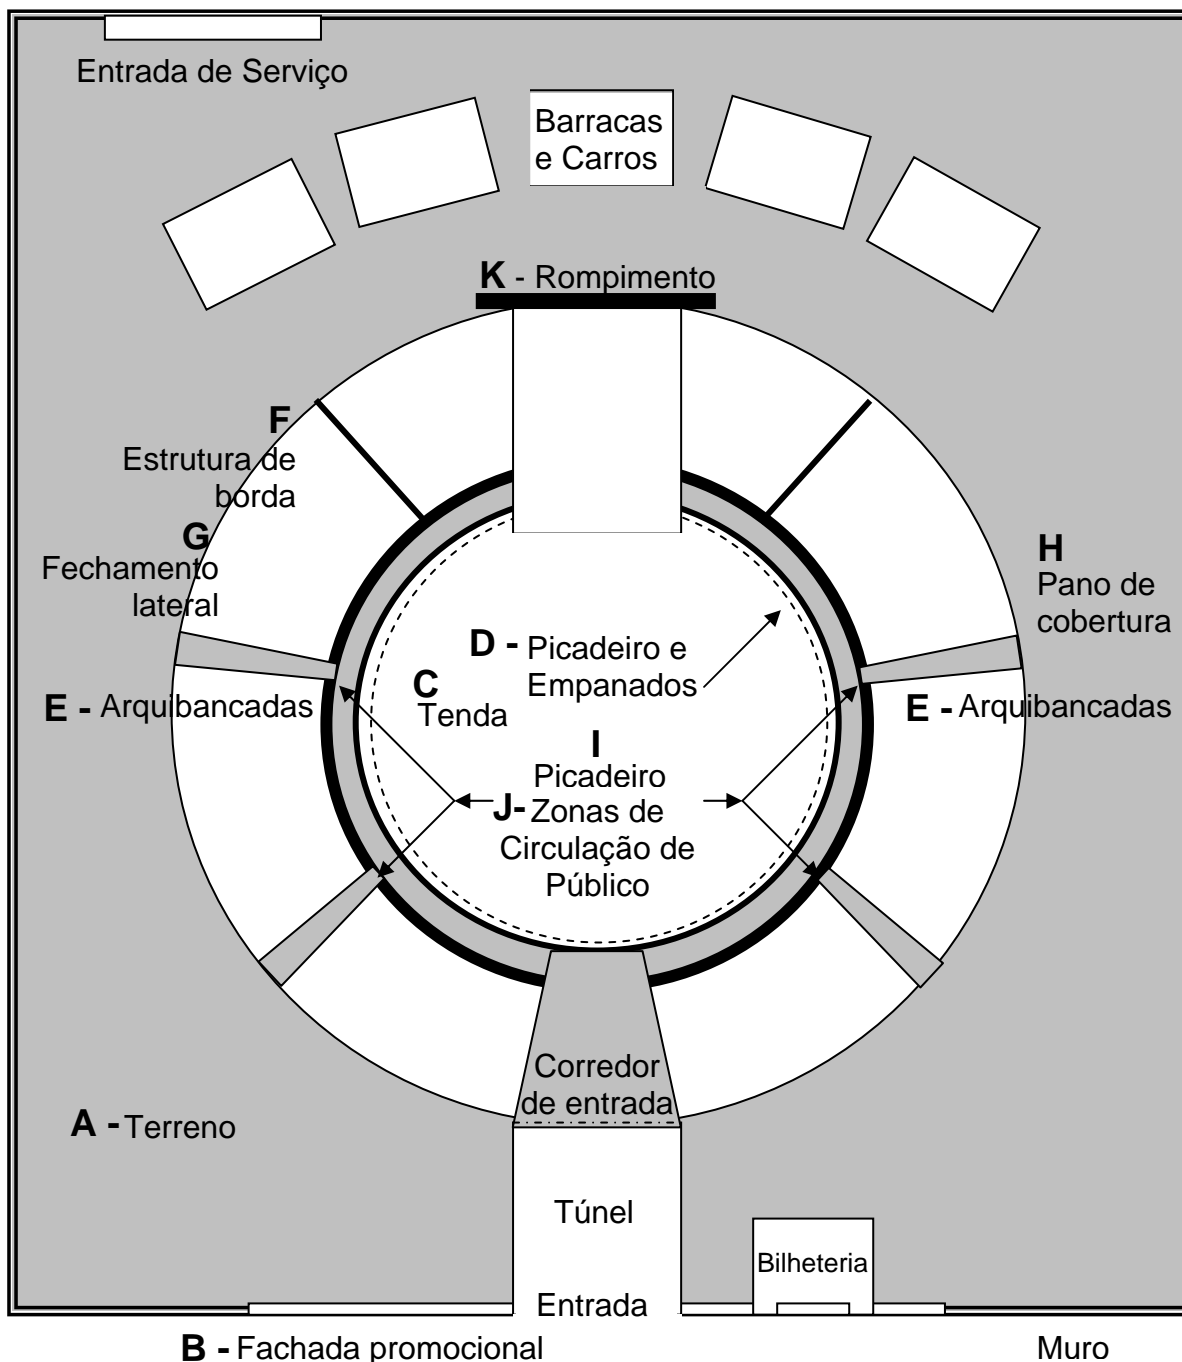 Entrada de Serviço
Barracas
e Carros
K - Rompimento
F
Estrutura de
borda
G
Fechamento
lateral
H
Pano de
cobertura
D - Picadeiro e
Empanados
C
Tenda
E - Arquibancadas
E - Arquibancadas
I
Picadeiro
J- Zonas de
Circulação de
Público
Corredor
de entrada
A - Terreno
Túnel
Bilheteria
Entrada
B - Fachada promocional
Muro